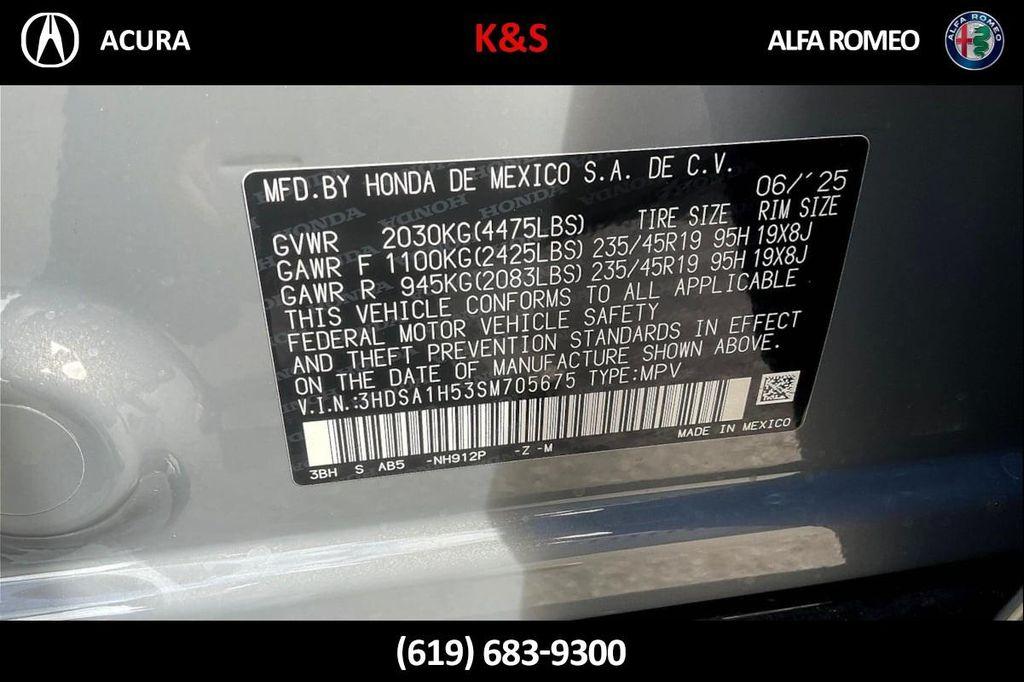 ACURA
K&S
ALFA ROMEO
ALFA ROMEO
MFD.BY HONDA DE MEXICO S.A. DE C.V. 06/'25
TIRE SIZE RIM SIZE
GVWR 2030KG(4475LBS)
GAWR F 1100KG(2425LBS) 235/45R19 95H 19X8J
GAWR R 945KG(2083LBS) 235/45R19 95H 19X8J
THIS VEHICLE CONFORMS TO ALL APPLICABLE
FEDERAL MOTOR VEHICLE SAFETY
AND THEFT PREVENTION STANDARDS IN EFFECT
ON THE DATE OF MANUFACTURE SHOWN ABOVE.
V.I.N.:3HDSA1H53SM705675 TYPE:MPV
MADE IN MEXICO
3BH S AB5 -NH912P -Z -M
(619) 683-9300